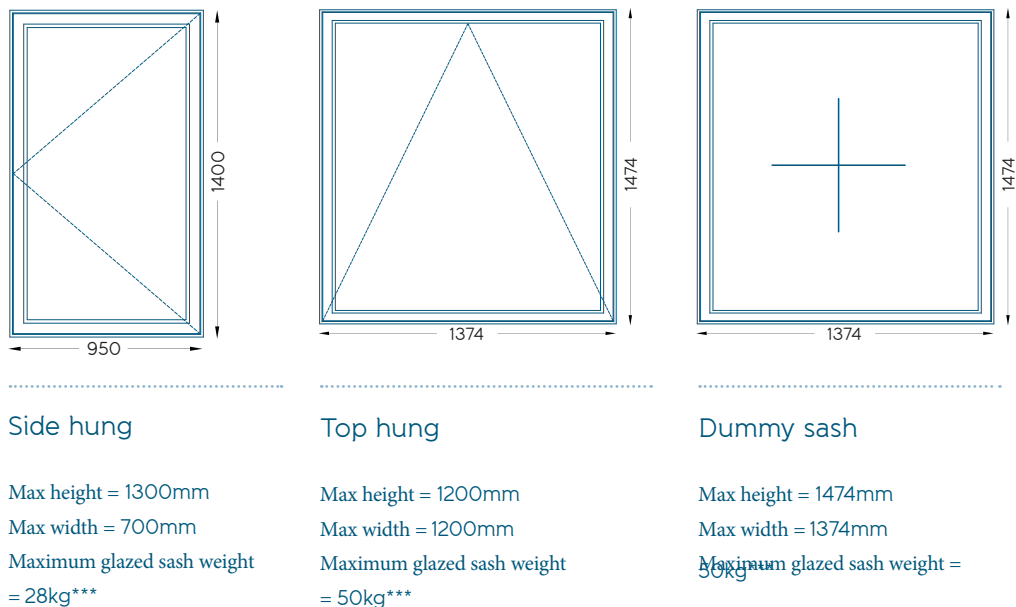 1400
950
1474
1374
1474
1374
Side hung
Max height = 1300mm
Max width = 700mm
Maximum glazed sash weight
= 28kg***
Top hung
Max height = 1200mm
Max width = 1200mm
Maximum glazed sash weight
= 50kg***
Dummy sash
Max height = 1474mm
Max width = 1374mm
Maximum glazed sash weight =
50kg***